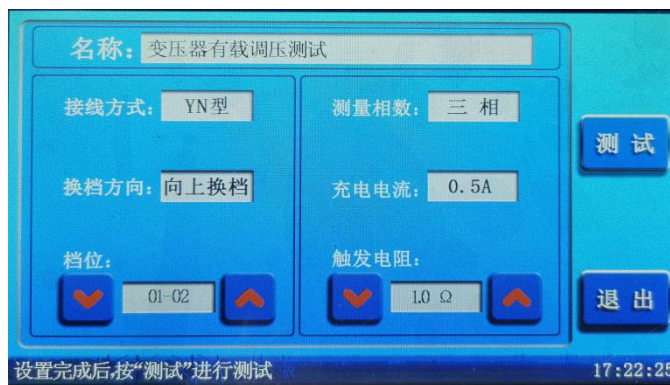 名称：变压器有载调压测试
接线方式： YN型
测量相数： 三 相
测 试
换档方向：向上换档
充电电流： 0.5A
档位：
01-02
触发电阻：
1.0 Ω
退 出
设置完成后,按“测试”进行测试
17:22:23